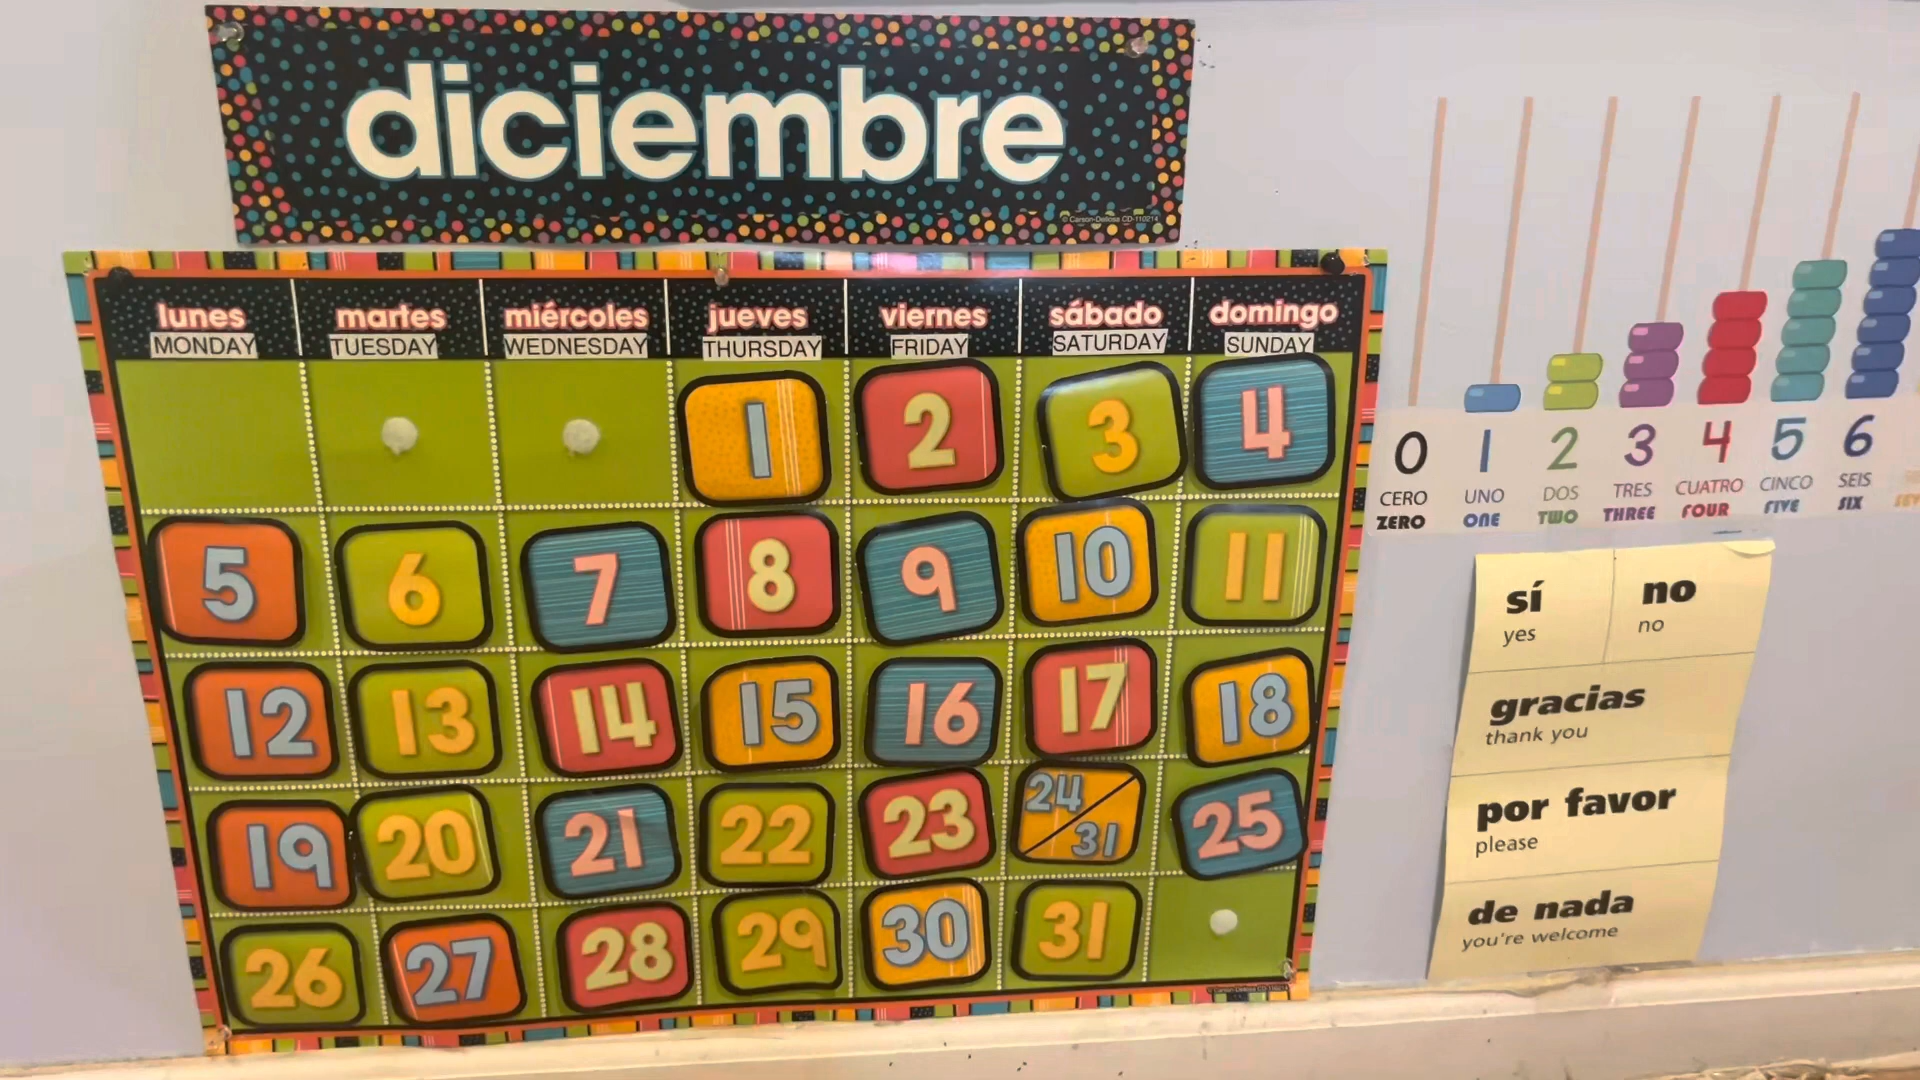 diciembre
© Carson-Dellosa CD-110214
lunes martes miércoles jueves viernes sábado domingo
MONDAY TUESDAY WEDNESDAY THURSDAY FRIDAY SATURDAY SUNDAY
1 2 3 4
5 6 7 8 9 10 11
12 13 14 15 16 17 18
19 20 21 22 23 24/31 25
26 27 28 29 30 31
0 1 2 3 4 5 6
CERO UNO DOS TRES CUATRO CINCO SEIS
ZERO ONE TWO THREE FOUR FIVE SIX
sí no
yes no
gracias
thank you
por favor
please
de nada
you're welcome